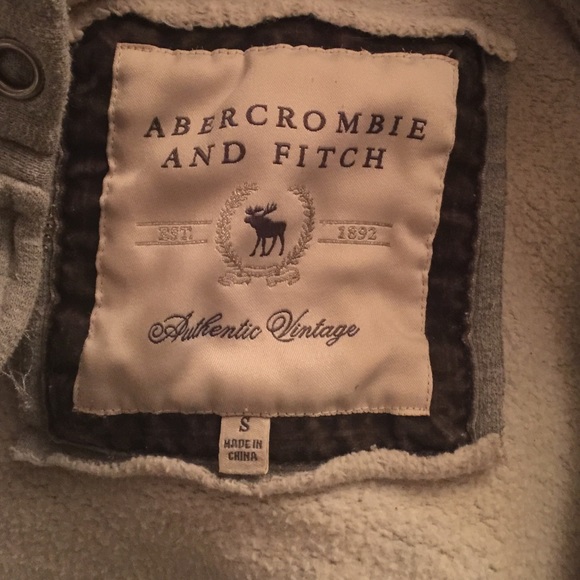 ABERCROMBIE
AND FITCH
EST. 1892
Authentic Vintage
S
MADE IN
CHINA